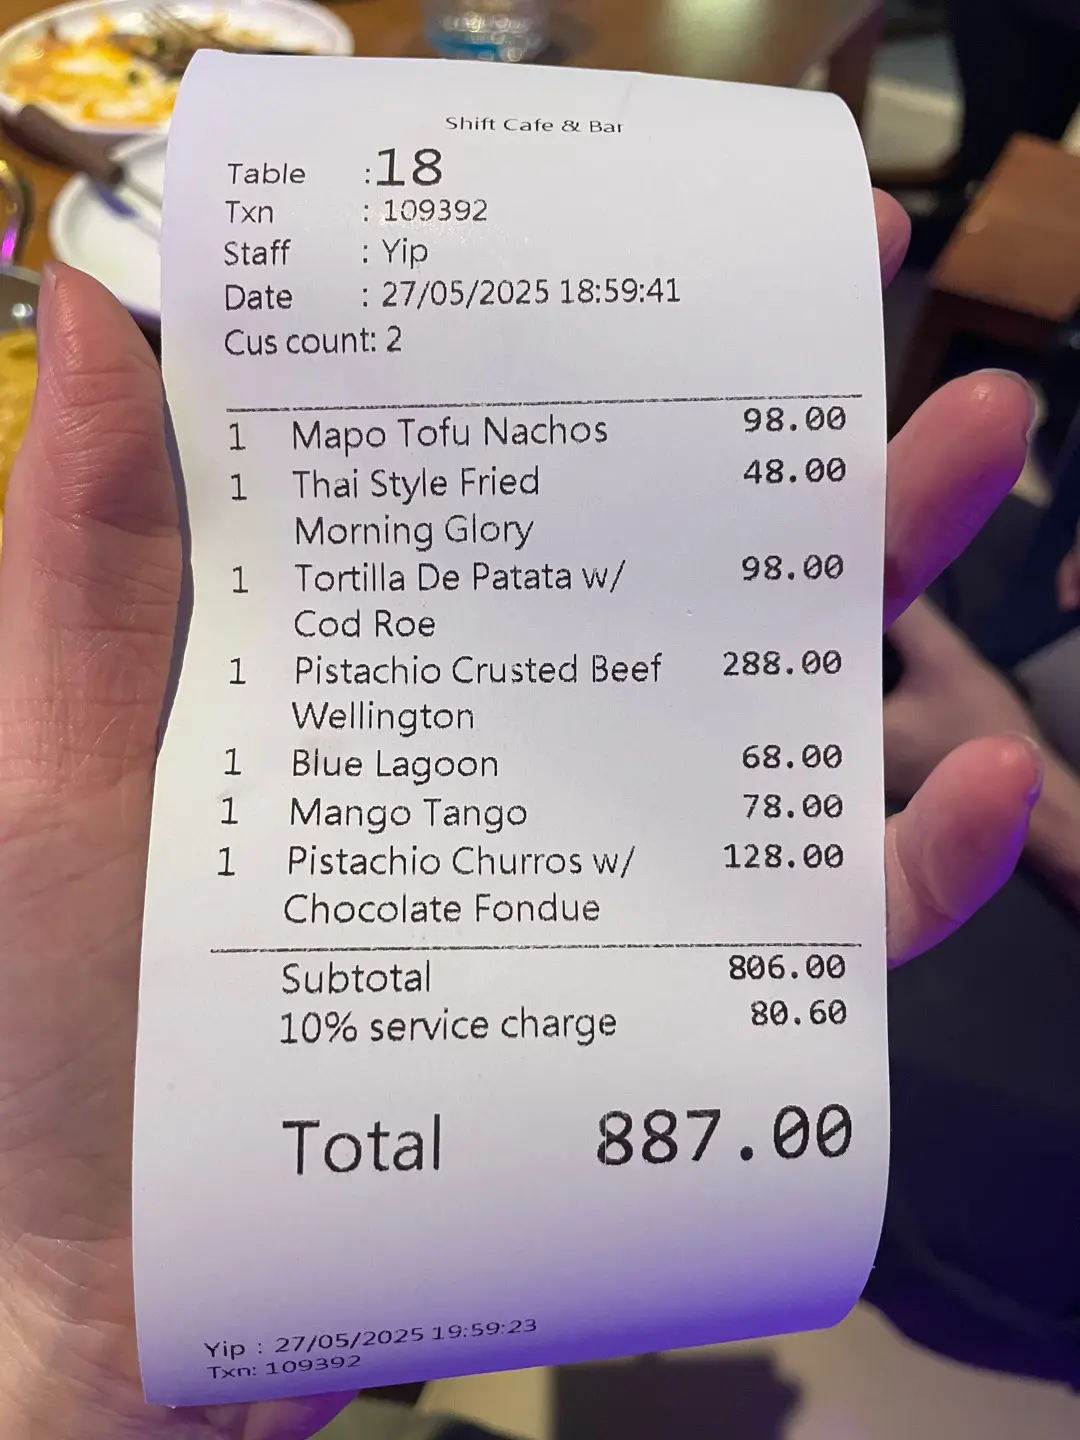 Shift Cafe & Bar
Table :18
Txn : 109392
Staff : Yip
Date : 27/05/2025 18:59:41
Cus count: 2
1 Mapo Tofu Nachos 98.00
1 Thai Style Fried 48.00
Morning Glory
1 Tortilla De Patata w/ 98.00
Cod Roe
1 Pistachio Crusted Beef 288.00
Wellington
1 Blue Lagoon 68.00
1 Mango Tango 78.00
1 Pistachio Churros w/ 128.00
Chocolate Fondue
Subtotal 806.00
10% service charge 80.60
Total 887.00
Yip : 27/05/2025 19:59:23
Txn: 109392